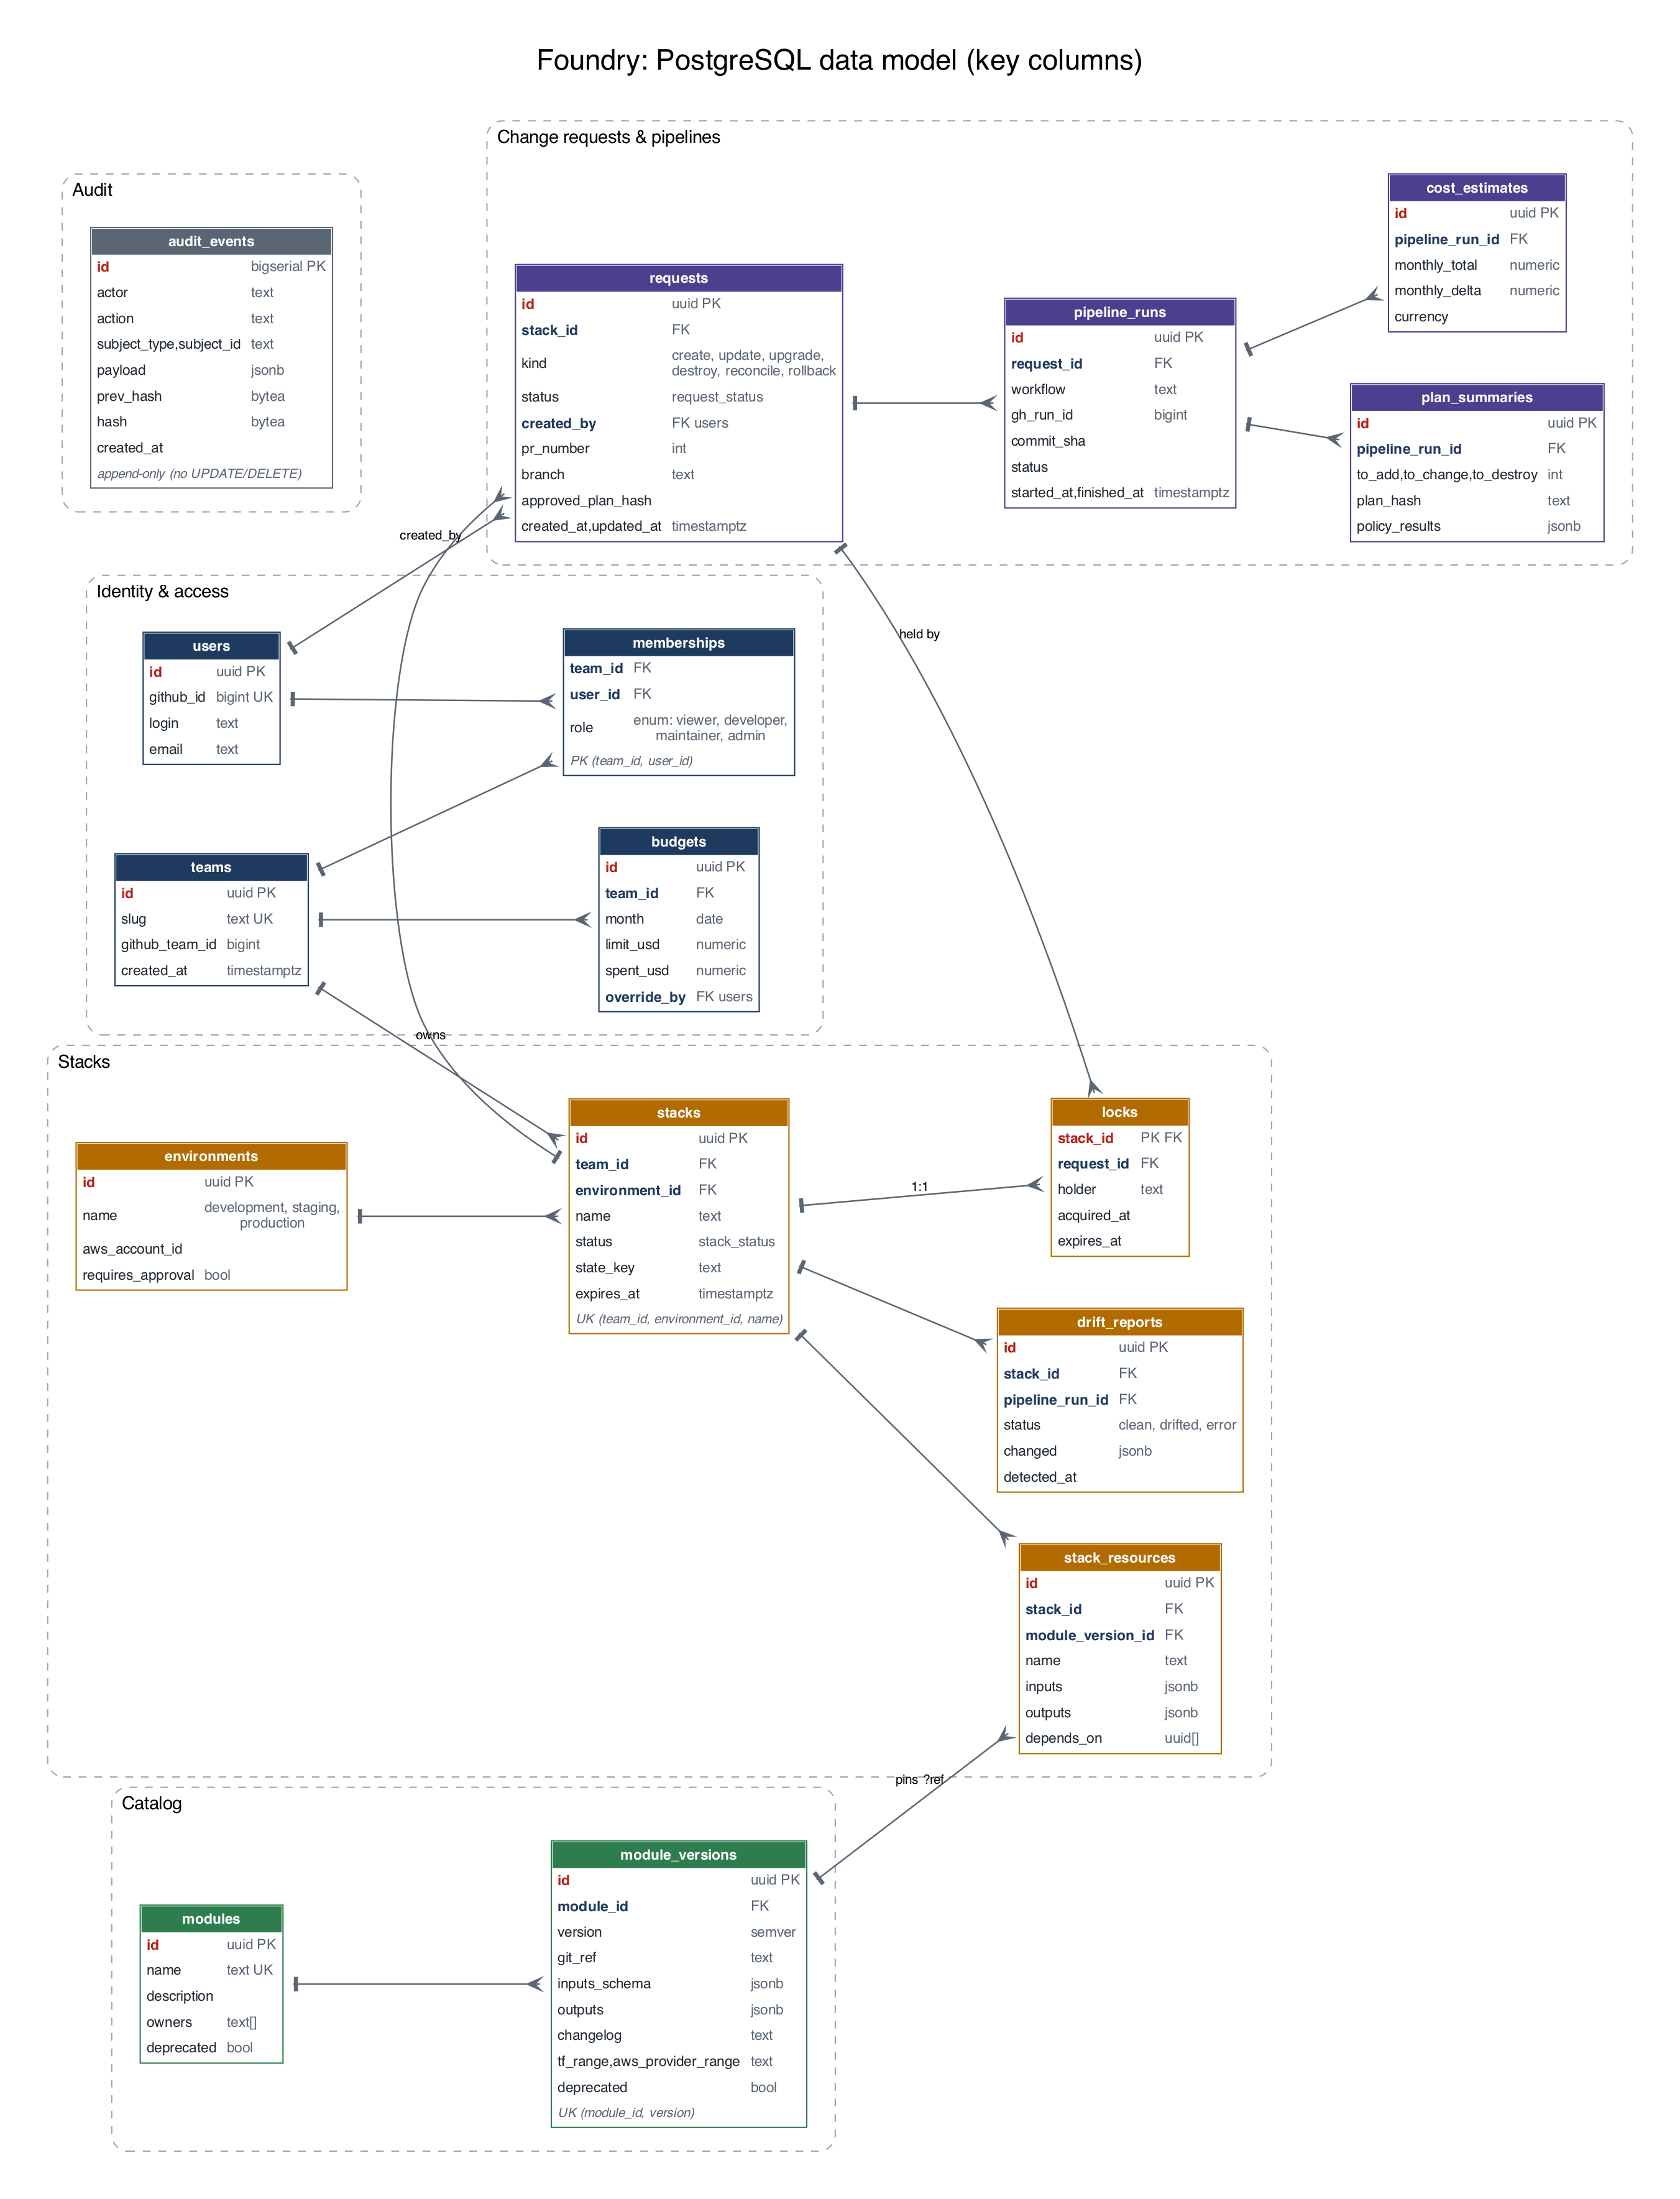 Foundry: PostgreSQL data model (key columns)
Change requests & pipelines
Audit
audit_events
id bigserial PK
actor text
action text
subject_type,subject_id text
payload jsonb
prev_hash bytea
hash bytea
created_at
append-only (no UPDATE/DELETE)
requests
id uuid PK
stack_id FK
kind create, update, upgrade,
destroy, reconcile, rollback
status request_status
created_by FK users
pr_number int
branch text
approved_plan_hash
created_at,updated_at timestamptz
pipeline_runs
id uuid PK
request_id FK
workflow text
gh_run_id bigint
commit_sha
status
started_at,finished_at timestamptz
cost_estimates
id uuid PK
pipeline_run_id FK
monthly_total numeric
monthly_delta numeric
currency
plan_summaries
id uuid PK
pipeline_run_id FK
to_add,to_change,to_destroy int
plan_hash text
policy_results jsonb
created_by
held by
Identity & access
users
id uuid PK
github_id bigint UK
login text
email text
memberships
team_id FK
user_id FK
role enum: viewer, developer,
maintainer, admin
PK (team_id, user_id)
teams
id uuid PK
slug text UK
github_team_id bigint
created_at timestamptz
budgets
id uuid PK
team_id FK
month date
limit_usd numeric
spent_usd numeric
override_by FK users
owns
Stacks
environments
id uuid PK
name development, staging,
production
aws_account_id
requires_approval bool
stacks
id uuid PK
team_id FK
environment_id FK
name text
status stack_status
state_key text
expires_at timestamptz
UK (team_id, environment_id, name)
1:1
locks
stack_id PK FK
request_id FK
holder text
acquired_at
expires_at
drift_reports
id uuid PK
stack_id FK
pipeline_run_id FK
status clean, drifted, error
changed jsonb
detected_at
stack_resources
id uuid PK
stack_id FK
module_version_id FK
name text
inputs jsonb
outputs jsonb
depends_on uuid[]
pins ?ref
Catalog
modules
id uuid PK
name text UK
description
owners text[]
deprecated bool
module_versions
id uuid PK
module_id FK
version semver
git_ref text
inputs_schema jsonb
outputs jsonb
changelog text
tf_range,aws_provider_range text
deprecated bool
UK (module_id, version)